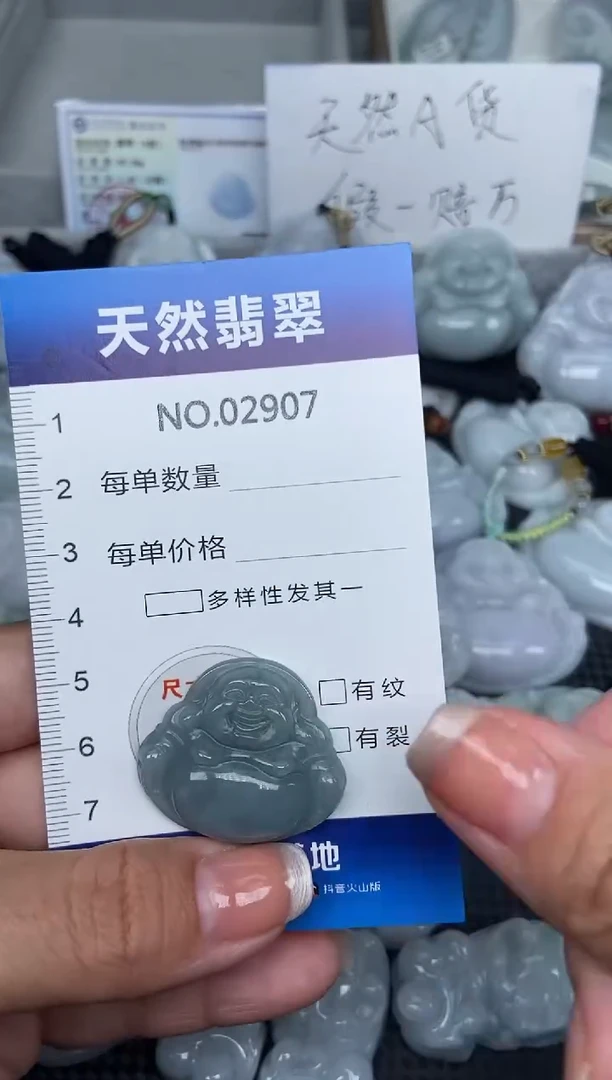 天然A货
假一赔万
天然翡翠
NO.02907
每单数量
每单价格
多样性发其一
尺
有纹
有裂
地
抖音火山版
1
2
3
4
5
6
7